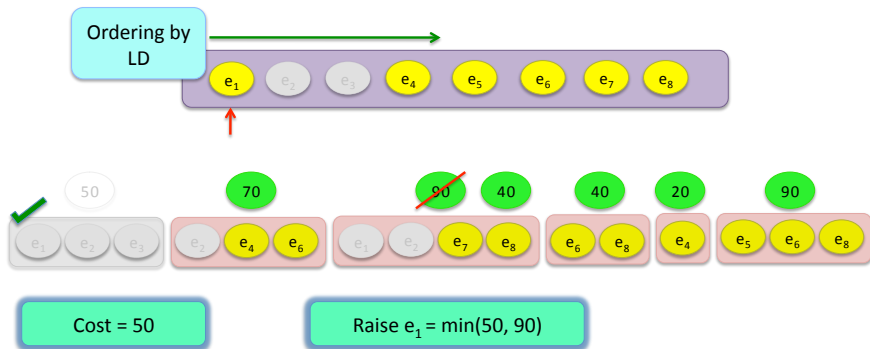 Ordering by
LD
e₁ e₂ e₃ e₄ e₅ e₆ e₇ e₈
50 70 90 40 40 20 90
e₁ e₂ e₃ e₂ e₄ e₆ e₁ e₂ e₇ e₈ e₆ e₈ e₄ e₅ e₆ e₈
Cost = 50 Raise e₁ = min(50, 90)